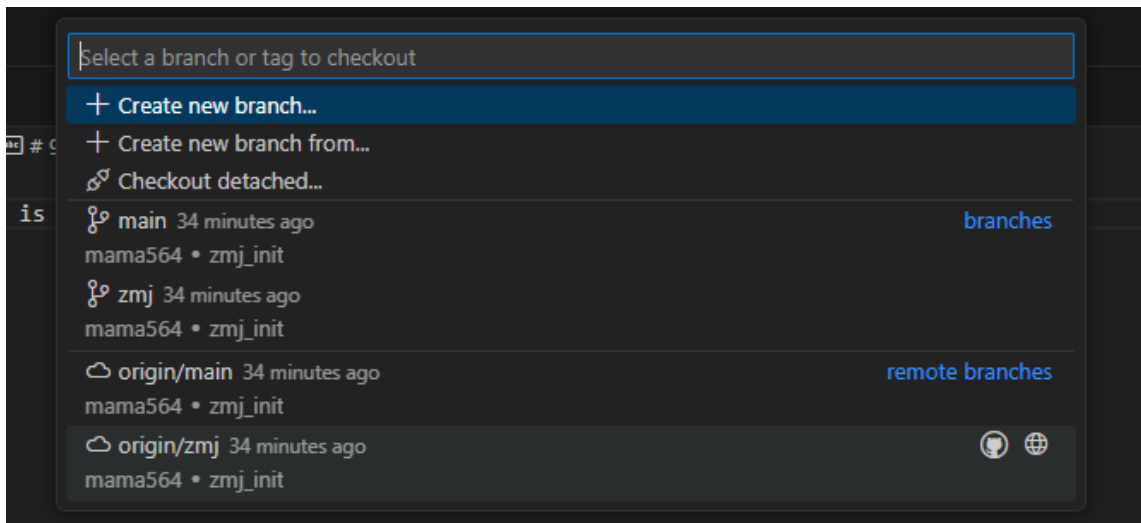 Select a branch or tag to checkout
Create new branch...
Create new branch from...
Checkout detached...
is
main 34 minutes ago branches
mama564 • zmj_init
zmj 34 minutes ago
mama564 • zmj_init
origin/main 34 minutes ago remote branches
mama564 • zmj_init
origin/zmj 34 minutes ago
mama564 • zmj_init